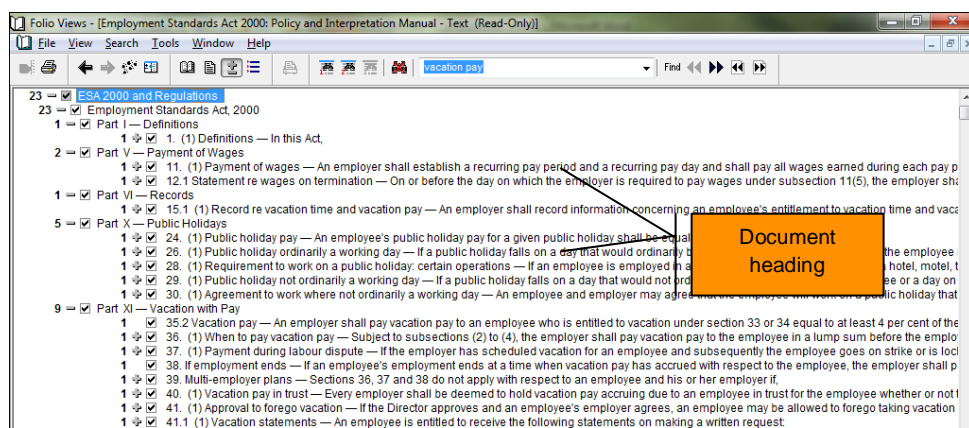 Folio Views - [Employment Standards Act 2000: Policy and Interpretation Manual - Text (Read-Only)]
File View Search Tools Window Help
vacation pay Find
23 ESA 2000 and Regulations
23 Employment Standards Act, 2000
1 Part I — Definitions
1 1. (1) Definitions — In this Act,
2 Part V — Payment of Wages
1 11. (1) Payment of wages — An employer shall establish a recurring pay period and a recurring pay day and shall pay all wages earned during each pay p
1 12.1 Statement re wages on termination — On or before the day on which the employer is required to pay wages under subsection 11(5), the employer sha
1 Part VI — Records
1 15.1 (1) Record re vacation time and vacation pay — An employer shall record information concerning an employee's entitlement to vacation time and vaca
5 Part X — Public Holidays
1 24. (1) Public holiday pay — An employee's public holiday pay for a given public holiday shall be equal
1 26. (1) Public holiday ordinarily a working day — If a public holiday falls on a day that would ordinarily b the employee
1 28. (1) Requirement to work on a public holiday: certain operations — If an employee is employed in a hotel, motel, t
1 29. (1) Public holiday not ordinarily a working day — If a public holiday falls on a day that would not ord ee or a day on
1 30. (1) Agreement to work where not ordinarily a working day — An employee and employer may agree that the employee will work on a public holiday that
Document
heading
9 Part XI — Vacation with Pay
1 35.2 Vacation pay — An employer shall pay vacation pay to an employee who is entitled to vacation under section 33 or 34 equal to at least 4 per cent of the
1 36. (1) When to pay vacation pay — Subject to subsections (2) to (4), the employer shall pay vacation pay to the employee in a lump sum before the emplo
1 37. (1) Payment during labour dispute — If the employer has scheduled vacation for an employee and subsequently the employee goes on strike or is loc
1 38. If employment ends — If an employee's employment ends at a time when vacation pay has accrued with respect to the employee, the employer shall p
1 39. Multi-employer plans — Sections 36, 37 and 38 do not apply with respect to an employee and his or her employer if,
1 40. (1) Vacation pay in trust — Every employer shall be deemed to hold vacation pay accruing due to an employee in trust for the employee whether or not t
1 41. (1) Approval to forego vacation — If the Director approves and an employee's employer agrees, an employee may be allowed to forego taking vacation
1 41.1 (1) Vacation statements — An employee is entitled to receive the following statements on making a written request: